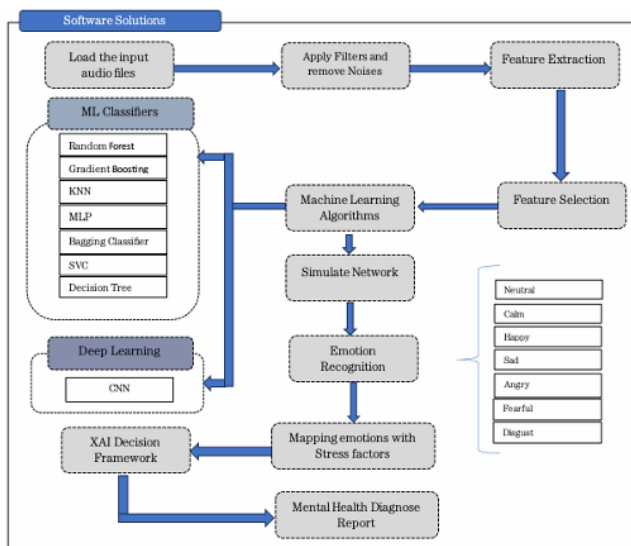 Software Solutions
Load the input
audio files
Apply Filters and
remove Noises
Feature Extraction
ML Classifiers
Random Forest
Gradient Boosting
KNN
MLP
Bagging Classifier
SVC
Decision Tree
Machine Learning
Algorithms
Feature Selection
Simulate Network
Neutral
Calm
Happy
Sad
Angry
Fearful
Disgust
Emotion
Recognition
Deep Learning
CNN
XAI Decision
Framework
Mapping emotions with
Stress factors
Mental Health Diagnose
Report